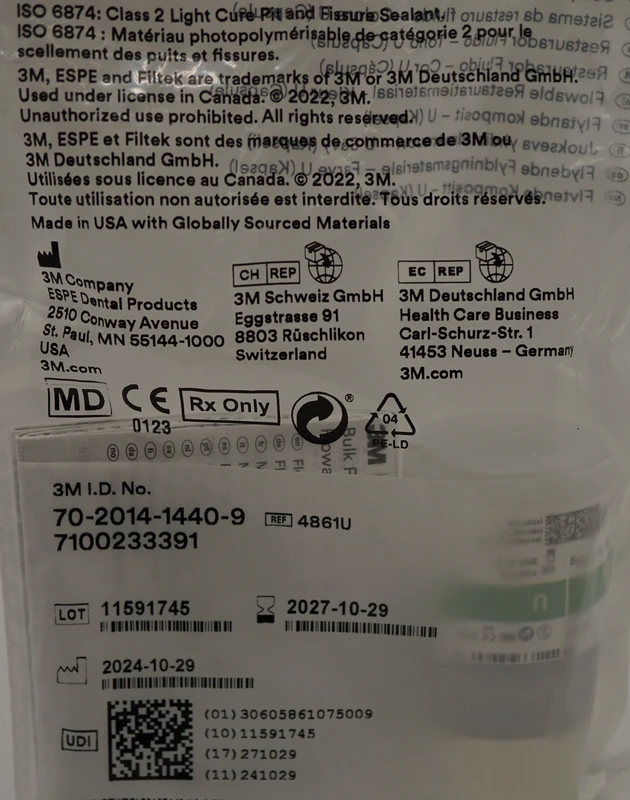 ISO 6874: Class 2 Light Cure Pit and Fissure Sealant.
ISO 6874 : Matériau photopolymérisable de catégorie 2 pour le
scellement des puits et fissures.
3M, ESPE and Filtek are trademarks of 3M or 3M Deutschland GmbH.
Used under license in Canada. © 2022, 3M.
Unauthorized use prohibited. All rights reserved.
3M, ESPE et Filtek sont des marques de commerce de 3M ou
3M Deutschland GmbH.
Utilisées sous licence au Canada. © 2022, 3M.
Toute utilisation non autorisée est interdite. Tous droits réservés.
Made in USA with Globally Sourced Materials
3M Company
ESPE Dental Products
2510 Conway Avenue
St. Paul, MN 55144-1000
USA
3M.com
CH REP
3M Schweiz GmbH
Eggstrasse 91
8803 Rüschlikon
Switzerland
EC REP
3M Deutschland GmbH
Health Care Business
Carl-Schurz-Str. 1
41453 Neuss – Germany
3M.com
MD CE Rx Only ® 04
0123 PE-LD
3M I.D. No.
70-2014-1440-9 REF 4861U
7100233391
LOT 11591745 2027-10-29
2024-10-29
UDI
(01) 30605861075009
(10) 11591745
(17) 271029
(11) 241029